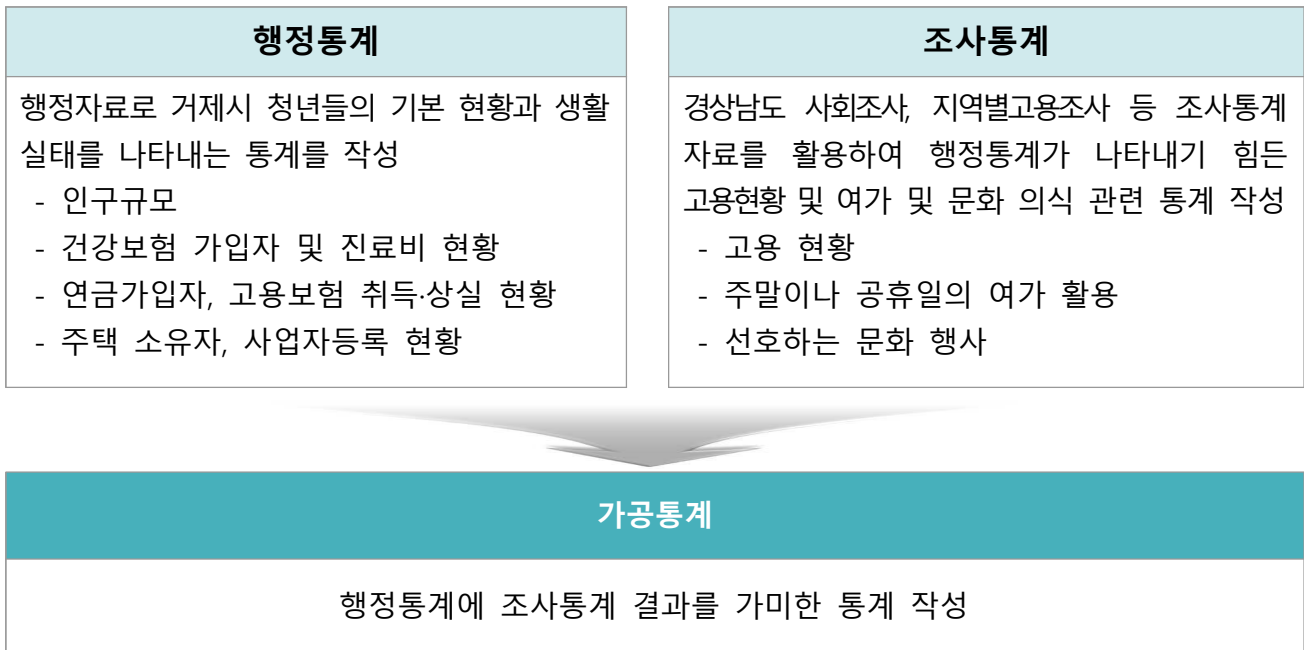 행정통계
행정자료로 거제시 청년들의 기본 현황과 생활
실태를 나타내는 통계를 작성
- 인구규모
- 건강보험 가입자 및 진료비 현황
- 연금가입자, 고용보험 취득·상실 현황
- 주택 소유자, 사업자등록 현황
조사통계
경상남도 사회조사, 지역별고용조사 등 조사통계
자료를 활용하여 행정통계가 나타내기 힘든
고용현황 및 여가 및 문화 의식 관련 통계 작성
- 고용 현황
- 주말이나 공휴일의 여가 활용
- 선호하는 문화 행사
가공통계
행정통계에 조사통계 결과를 가미한 통계 작성